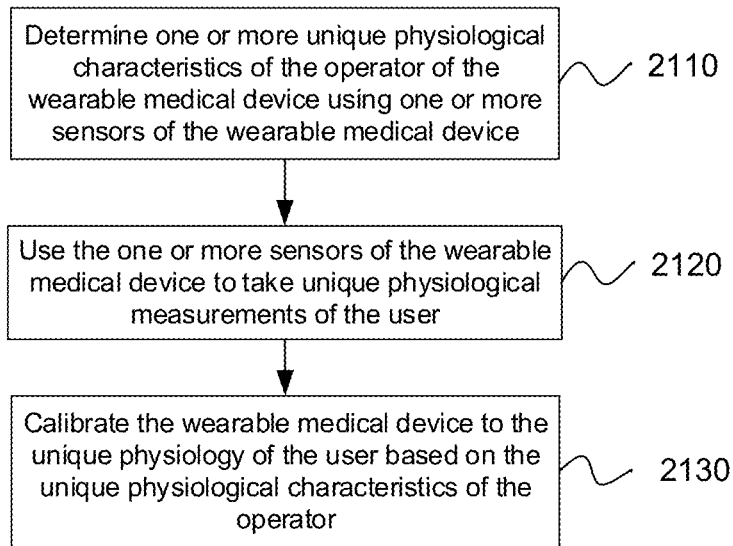 Determine one or more unique physiological
characteristics of the operator of the
wearable medical device using one or more
sensors of the wearable medical device
2110
Use the one or more sensors of the wearable
medical device to take unique physiological
measurements of the user
2120
Calibrate the wearable medical device to the
unique physiology of the user based on the
unique physiological characteristics of the
operator
2130